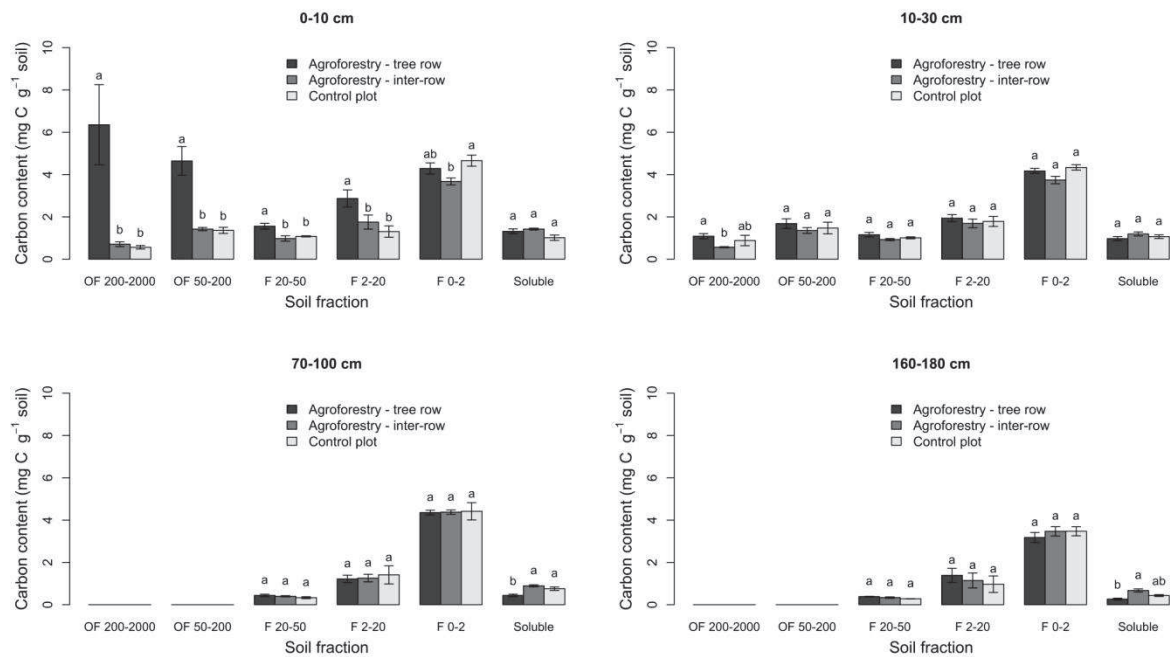 0-10 cm
Carbon content (mg C g⁻¹ soil)
10
8
6
4
2
0
Agroforestry - tree row
Agroforestry - inter-row
Control plot
a b b
a b b
a b b
a b b
ab b a
a a a
OF 200-2000 OF 50-200 F 20-50 F 2-20 F 0-2 Soluble
Soil fraction
10-30 cm
Carbon content (mg C g⁻¹ soil)
10
8
6
4
2
0
Agroforestry - tree row
Agroforestry - inter-row
Control plot
a b ab
a a a
a a a
a a a
a a a
a a a
OF 200-2000 OF 50-200 F 20-50 F 2-20 F 0-2 Soluble
Soil fraction
70-100 cm
Carbon content (mg C g⁻¹ soil)
10
8
6
4
2
0
Agroforestry - tree row
Agroforestry - inter-row
Control plot
a a a
a a a
a a a
b a a
OF 200-2000 OF 50-200 F 20-50 F 2-20 F 0-2 Soluble
Soil fraction
160-180 cm
Carbon content (mg C g⁻¹ soil)
10
8
6
4
2
0
Agroforestry - tree row
Agroforestry - inter-row
Control plot
a a a
a a a
a a a
b a ab
OF 200-2000 OF 50-200 F 20-50 F 2-20 F 0-2 Soluble
Soil fraction